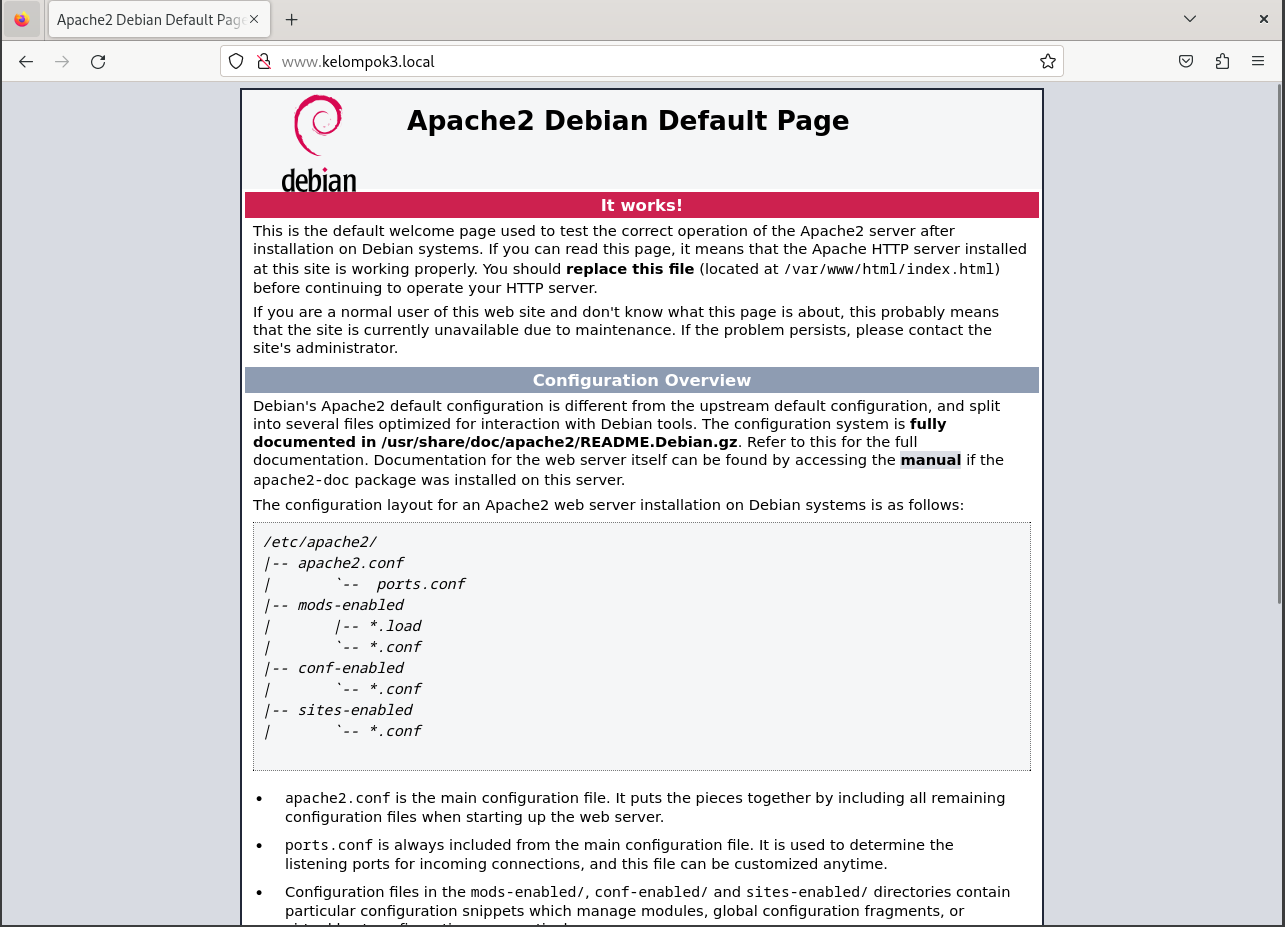 Apache2 Debian Default Page
www.kelompok3.local
debian
Apache2 Debian Default Page
It works!
This is the default welcome page used to test the correct operation of the Apache2 server after
installation on Debian systems. If you can read this page, it means that the Apache HTTP server installed
at this site is working properly. You should replace this file (located at /var/www/html/index.html)
before continuing to operate your HTTP server.
If you are a normal user of this web site and don't know what this page is about, this probably means
that the site is currently unavailable due to maintenance. If the problem persists, please contact the
site's administrator.
Configuration Overview
Debian's Apache2 default configuration is different from the upstream default configuration, and split
into several files optimized for interaction with Debian tools. The configuration system is fully
documented in /usr/share/doc/apache2/README.Debian.gz. Refer to this for the full
documentation. Documentation for the web server itself can be found by accessing the manual if the
apache2-doc package was installed on this server.
The configuration layout for an Apache2 web server installation on Debian systems is as follows:
/etc/apache2/
|-- apache2.conf
|       `--  ports.conf
|-- mods-enabled
|       |-- *.load
|       `-- *.conf
|-- conf-enabled
|       `-- *.conf
|-- sites-enabled
|       `-- *.conf
• apache2.conf is the main configuration file. It puts the pieces together by including all remaining
configuration files when starting up the web server.
• ports.conf is always included from the main configuration file. It is used to determine the
listening ports for incoming connections, and this file can be customized anytime.
• Configuration files in the mods-enabled/, conf-enabled/ and sites-enabled/ directories contain
particular configuration snippets which manage modules, global configuration fragments, or